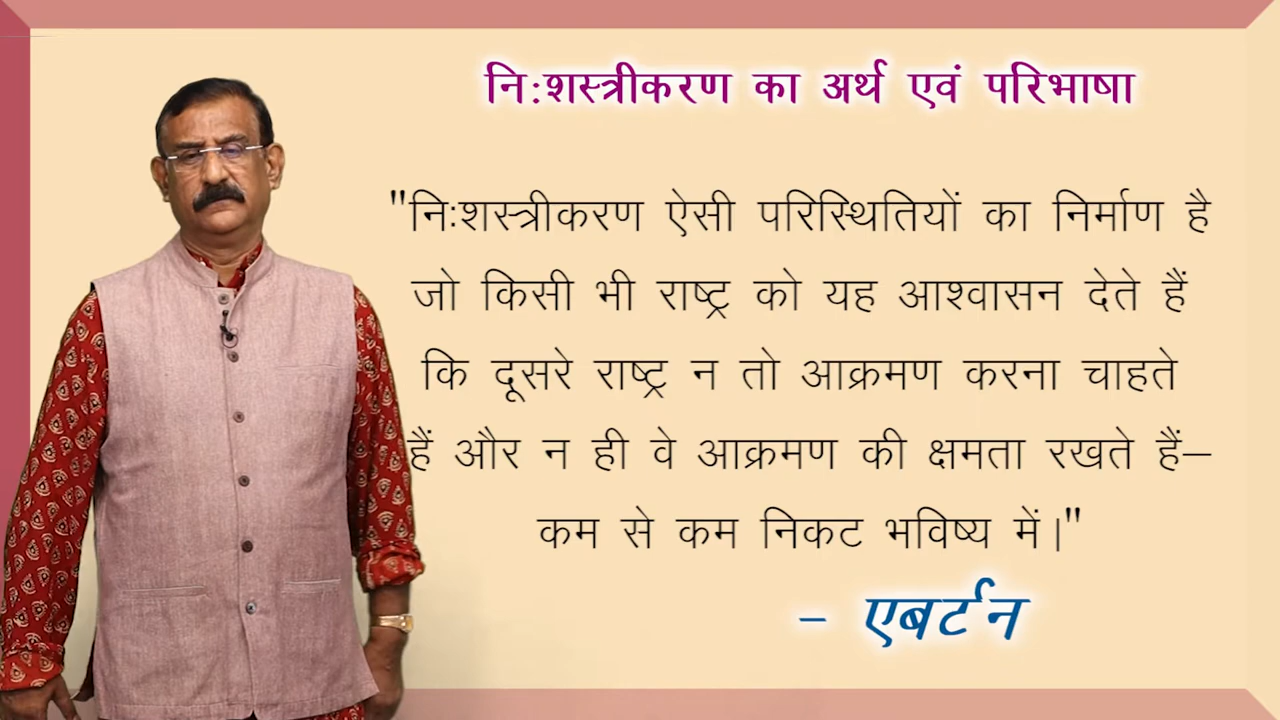 नि:शस्त्रीकरण का अर्थ एवं परिभाषा
"निःशस्त्रीकरण ऐसी परिस्थितियों का निर्माण है
जो किसी भी राष्ट्र को यह आश्वासन देते हैं
कि दूसरे राष्ट्र न तो आक्रमण करना चाहते
हैं और न ही वे आक्रमण की क्षमता रखते हैं–
कम से कम निकट भविष्य में।"
– एबर्टन